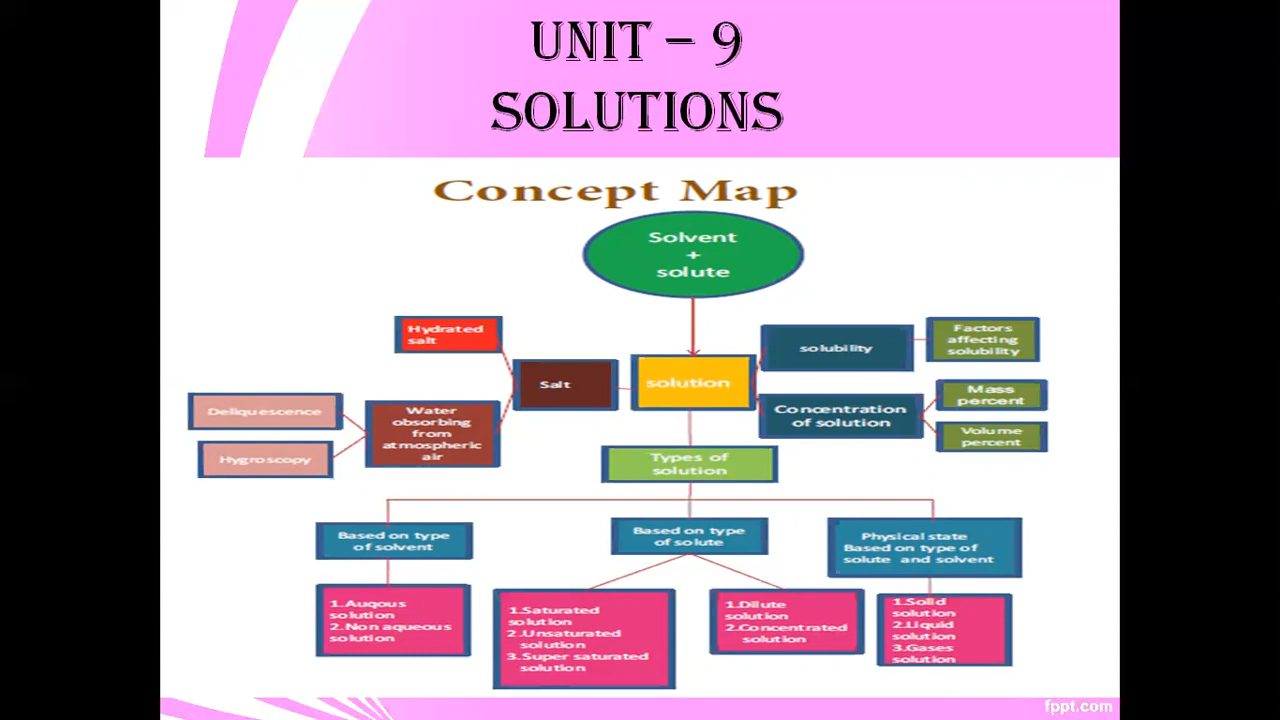 UNIT – 9
SOLUTIONS
Concept Map
Solvent
+
solute
Hydrated
salt
Salt
solution
solubility
Factors
affecting
solubility
Deliquescence
Hygroscopy
Water
obsorbing
from
atmospheric
air
Concentration
of solution
Mass
percent
Volume
percent
Types of
solution
Based on type
of solvent
Based on type
of solute
Physical state
Based on type of
solute and solvent
1.Auqous
solution
2.Non aqueous
solution
1.Saturated
solution
2.Unsaturated
solution
3.Super saturated
solution
1.Dilute
solution
2.Concentrated
solution
1.Solid
solution
2.Liquid
solution
3.Gases
solution
fppt.com